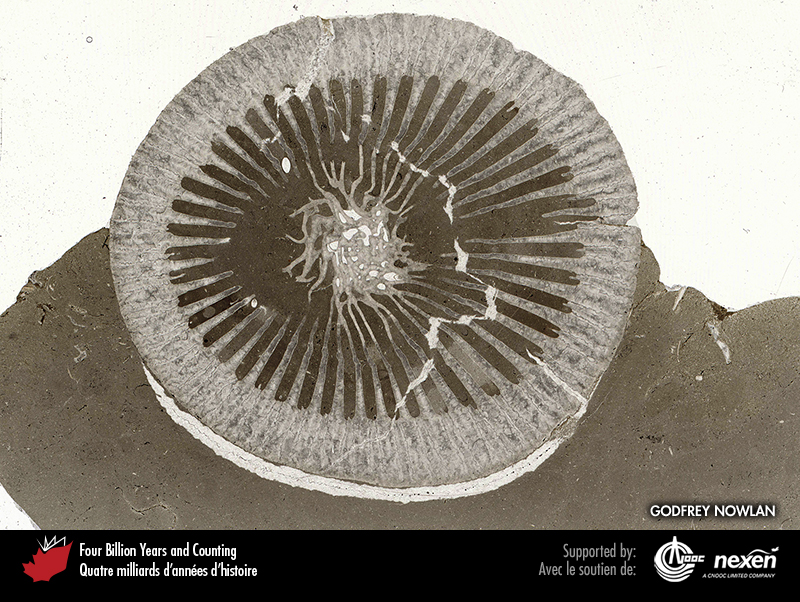 GODFREY NOWLAN
Four Billion Years and Counting
Quatre milliards d'années d'histoire
Supported by:
Avec le soutien de:
CNOOC
nexen
A CNOOC LIMITED COMPANY